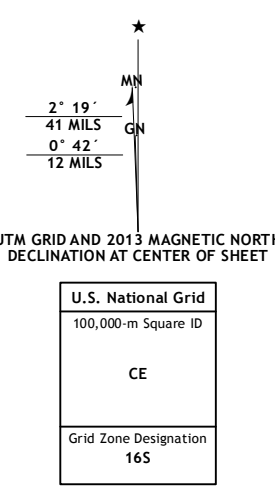 ★
MN
2° 19´
41 MILS
GN
0° 42´
12 MILS
UTM GRID AND 2013 MAGNETIC NORTH
DECLINATION AT CENTER OF SHEET
U.S. National Grid
100,000-m Square ID
CE
Grid Zone Designation
16S